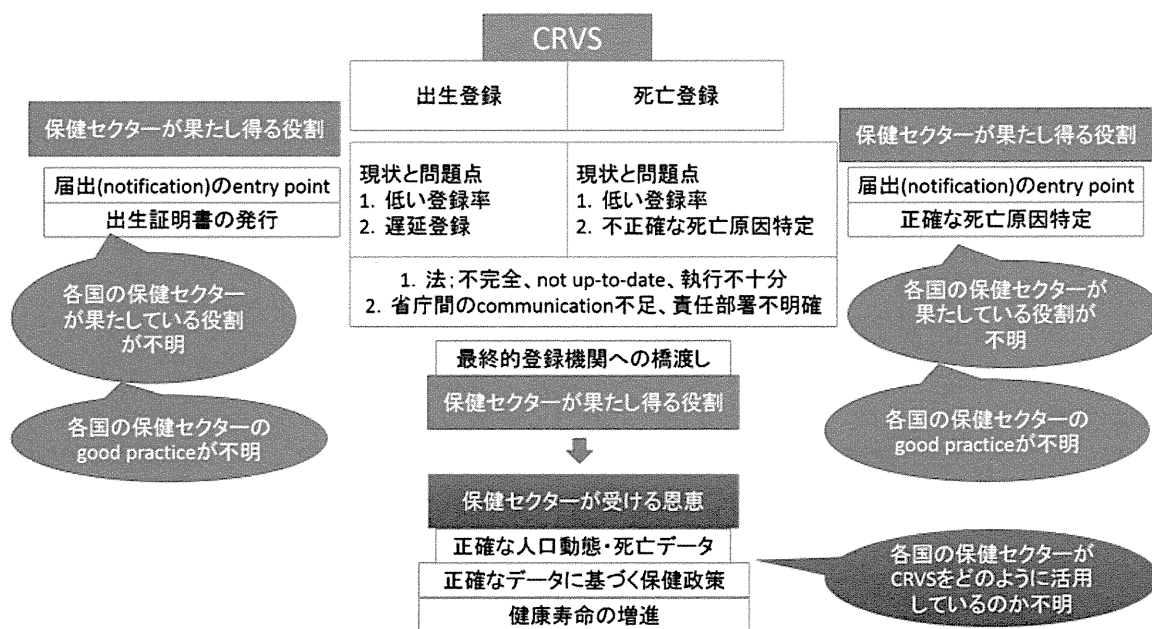 CRVS
出生登録
死亡登録
保健セクターが果たし得る役割
届出(notification)のentry point
出生証明書の発行
各国の保健セクター
が果たしている役割
が不明
各国の保健セクターの
good practiceが不明
現状と問題点
1. 低い登録率
2. 遅延登録
現状と問題点
1. 低い登録率
2. 不正確な死亡原因特定
1. 法：不完全、not up-to-date、執行不十分
2. 省庁間のcommunication不足、責任部署不明確
保健セクターが果たし得る役割
届出(notification)のentry point
正確な死亡原因特定
各国の保健セクターが
果たしている役割が
不明
各国の保健セクターの
good practiceが不明
最終的登録機関への橋渡し
保健セクターが果たし得る役割
保健セクターが受ける恩恵
正確な人口動態・死亡データ
正確なデータに基づく保健政策
健康寿命の増進
各国の保健セクターが
CRVSをどのように活用
しているのか不明